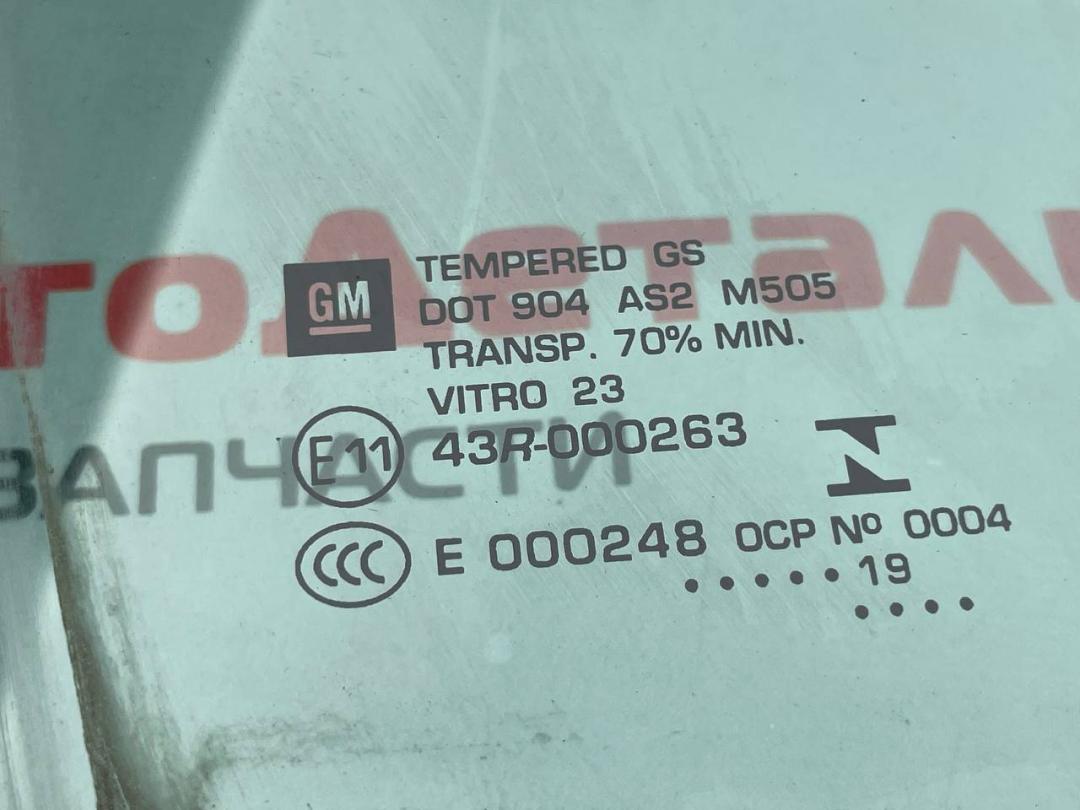 тоДетали
ЗАПЧАСТИ
GM
TEMPERED GS
DOT 904 AS2 M505
TRANSP. 70% MIN.
VITRO 23
E11 43R-000263
CCC E 000248 OCP Nº 0004
• • • • • 19
• • • •